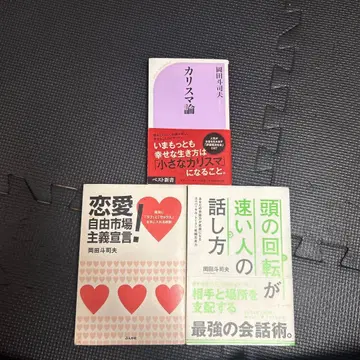 岡田斗司夫
カリスマ論
いまもっとも
幸せな生き方は
「小さなカリスマ」
になること。
ベスト新書
恋愛
自由市場
主義宣言!
岡田斗司夫
頭の回転が
速い人の
話し方
岡田斗司夫
相手と場所を
支配する
最強の会話術。